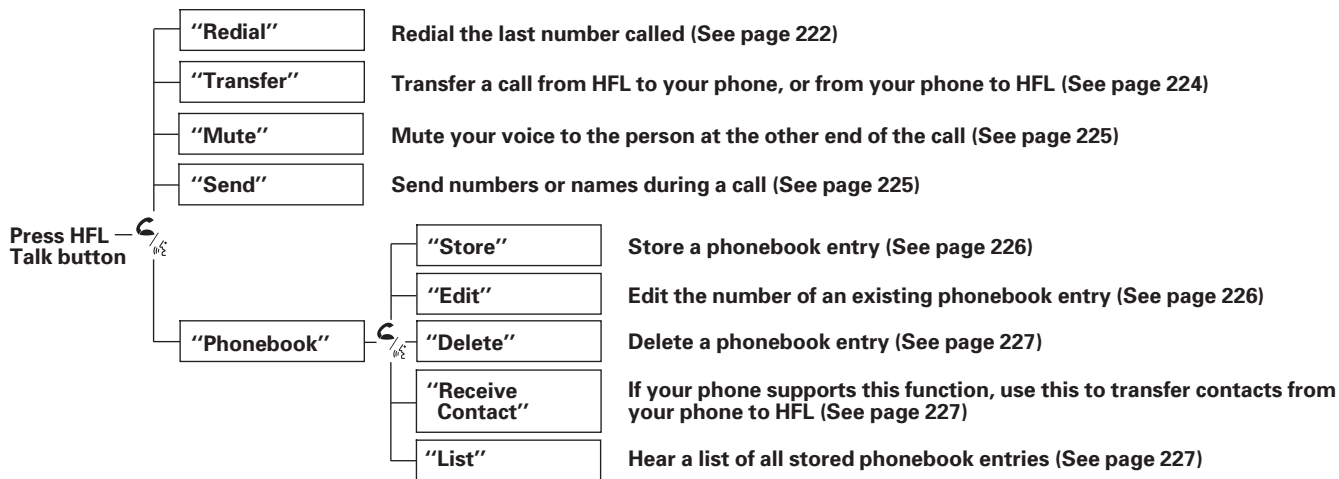 "Redial" Redial the last number called (See page 222)
"Transfer" Transfer a call from HFL to your phone, or from your phone to HFL (See page 224)
"Mute" Mute your voice to the person at the other end of the call (See page 225)
"Send" Send numbers or names during a call (See page 225)
Press HFL
Talk button
"Phonebook"
"Store" Store a phonebook entry (See page 226)
"Edit" Edit the number of an existing phonebook entry (See page 226)
"Delete" Delete a phonebook entry (See page 227)
"Receive
Contact"
If your phone supports this function, use this to transfer contacts from
your phone to HFL (See page 227)
"List" Hear a list of all stored phonebook entries (See page 227)